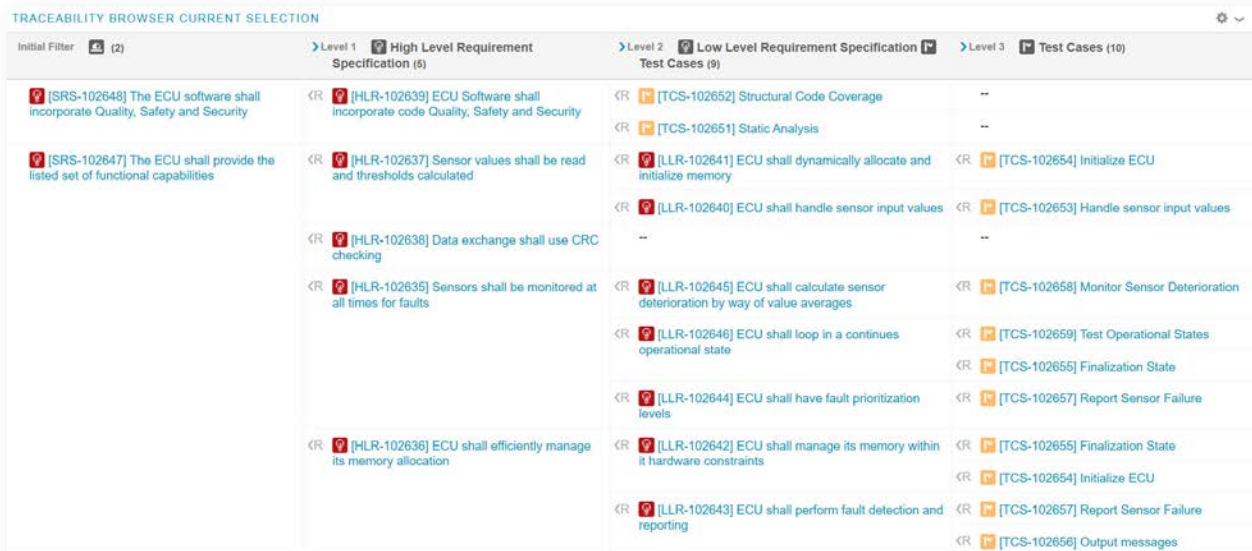 TRACEABILITY BROWSER CURRENT SELECTION
Initial Filter (2)
Level 1 High Level Requirement
Specification (5)
Level 2 Low Level Requirement Specification
Test Cases (9)
Level 3 Test Cases (10)
[SRS-102648] The ECU software shall
incorporate Quality, Safety and Security
<R [HLR-102639] ECU Software shall
incorporate code Quality, Safety and Security
<R [TCS-102652] Structural Code Coverage
--
<R [TCS-102651] Static Analysis
--
[SRS-102647] The ECU shall provide the
listed set of functional capabilities
<R [HLR-102637] Sensor values shall be read
and thresholds calculated
<R [LLR-102641] ECU shall dynamically allocate and
initialize memory
<R [TCS-102654] Initialize ECU
<R [LLR-102640] ECU shall handle sensor input values
<R [TCS-102653] Handle sensor input values
<R [HLR-102638] Data exchange shall use CRC
checking
--
--
<R [HLR-102635] Sensors shall be monitored at
all times for faults
<R [LLR-102645] ECU shall calculate sensor
deterioration by way of value averages
<R [TCS-102658] Monitor Sensor Deterioration
<R [LLR-102646] ECU shall loop in a continues
operational state
<R [TCS-102659] Test Operational States
<R [TCS-102655] Finalization State
<R [LLR-102644] ECU shall have fault prioritization
levels
<R [TCS-102657] Report Sensor Failure
<R [HLR-102636] ECU shall efficiently manage
its memory allocation
<R [LLR-102642] ECU shall manage its memory within
it hardware constraints
<R [TCS-102655] Finalization State
<R [TCS-102654] Initialize ECU
<R [LLR-102643] ECU shall perform fault detection and
reporting
<R [TCS-102657] Report Sensor Failure
<R [TCS-102656] Output messages